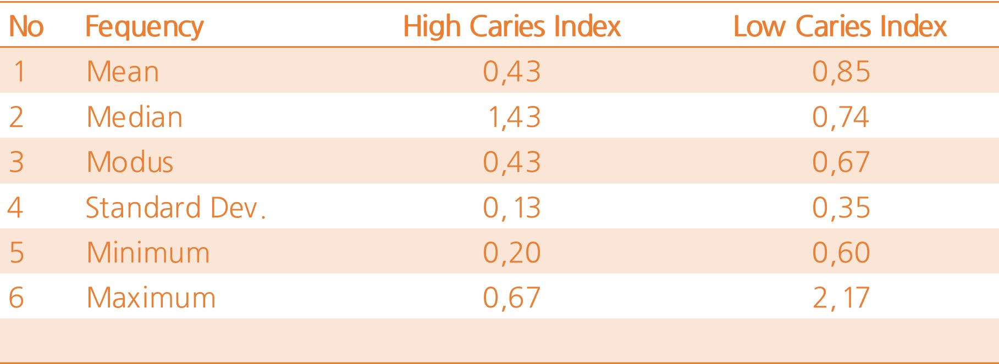 No Fequency High Caries Index Low Caries Index
1 Mean 0,43 0,85
2 Median 1,43 0,74
3 Modus 0,43 0,67
4 Standard Dev. 0,13 0,35
5 Minimum 0,20 0,60
6 Maximum 0,67 2,17